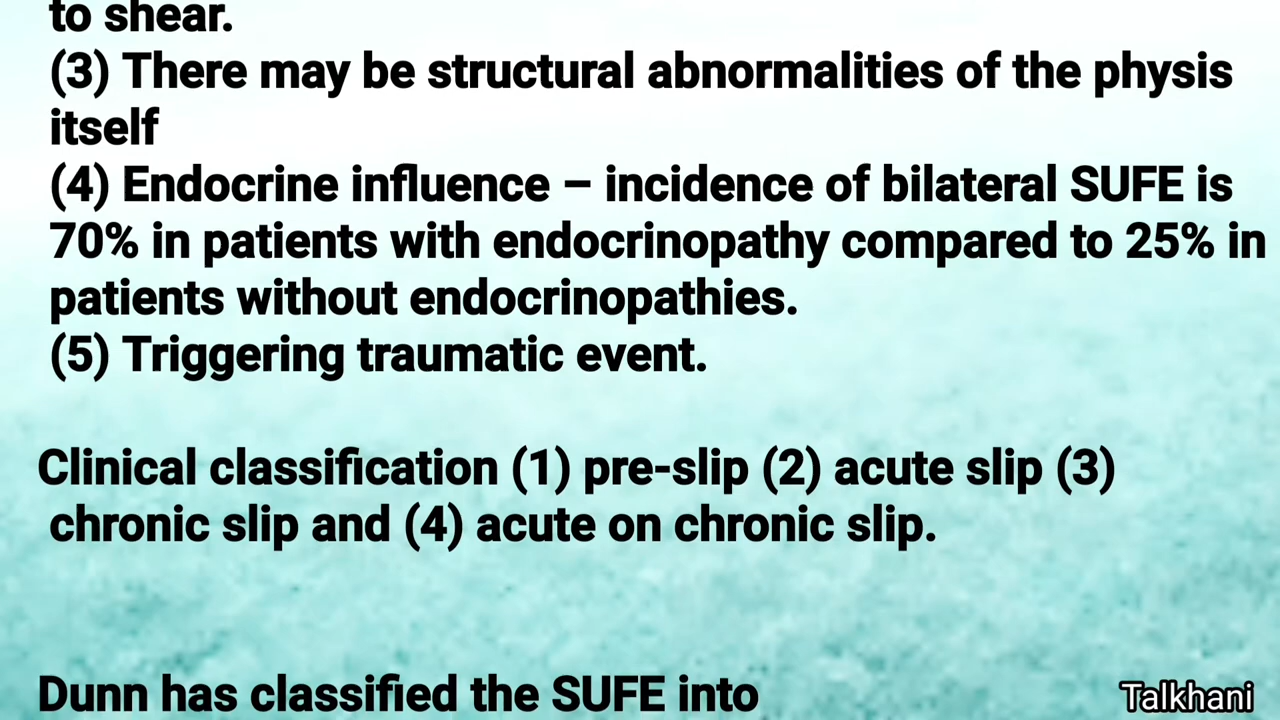 to shear.
(3) There may be structural abnormalities of the physis
itself
(4) Endocrine influence – incidence of bilateral SUFE is
70% in patients with endocrinopathy compared to 25% in
patients without endocrinopathies.
(5) Triggering traumatic event.
Clinical classification (1) pre-slip (2) acute slip (3)
chronic slip and (4) acute on chronic slip.
Dunn has classified the SUFE into
Talkhani